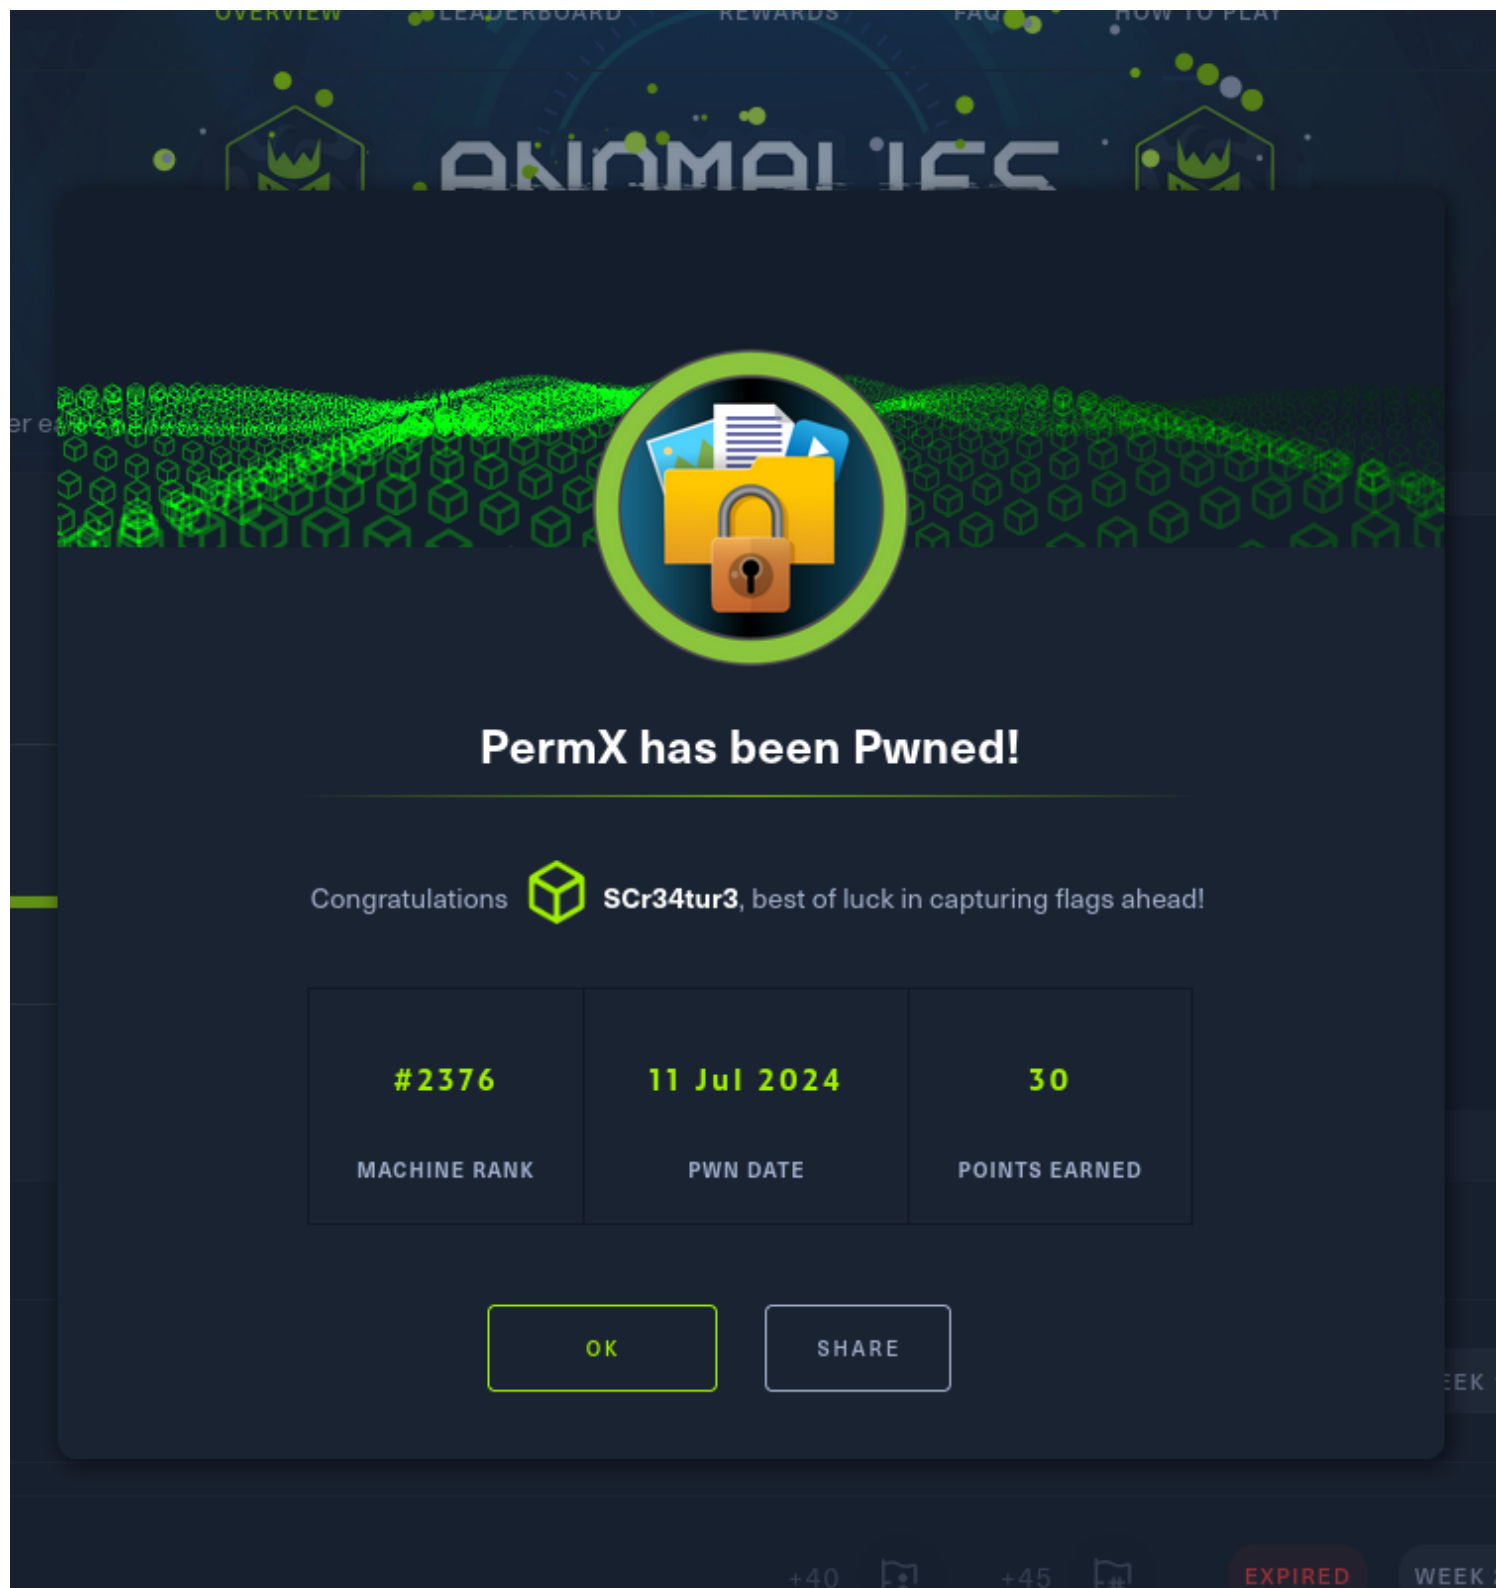 OVERVIEW LEADERBOARD REWARDS FAQ HOW TO PLAY
ANOMALIES
PermX has been Pwned!
Congratulations SCr34tur3, best of luck in capturing flags ahead!
#2376 11 Jul 2024 30
MACHINE RANK PWN DATE POINTS EARNED
OK SHARE
+40 +45 EXPIRED WEEK